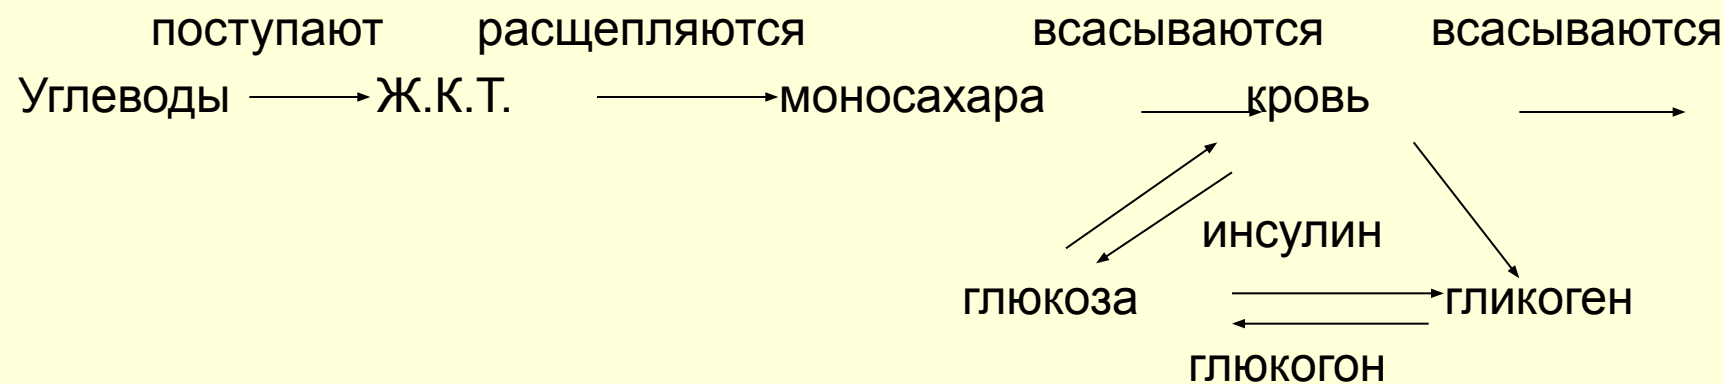 поступают расщепляются всасываются всасываются
Углеводы Ж.К.Т. моносахара кровь
инсулин
глюкоза гликоген
глюкогон